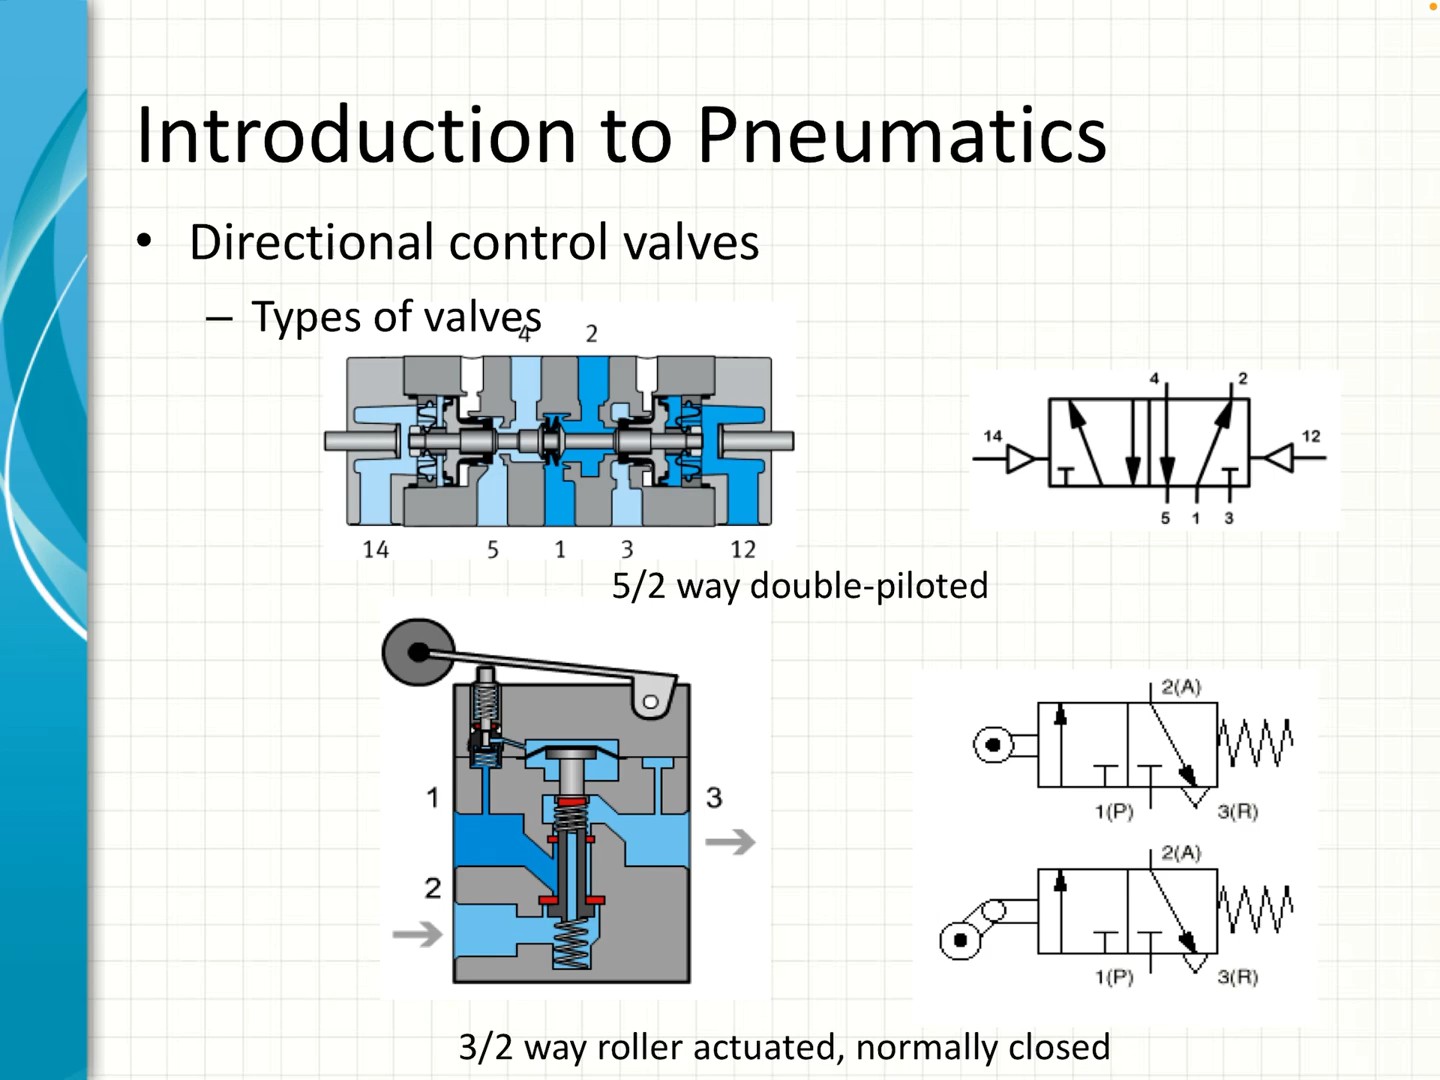 Introduction to Pneumatics
• Directional control valves
– Types of valves
4 2
14 5 1 3 12
4 2
14 12
5 1 3
5/2 way double-piloted
1 3
2
2(A)
1(P) 3(R)
2(A)
1(P) 3(R)
3/2 way roller actuated, normally closed